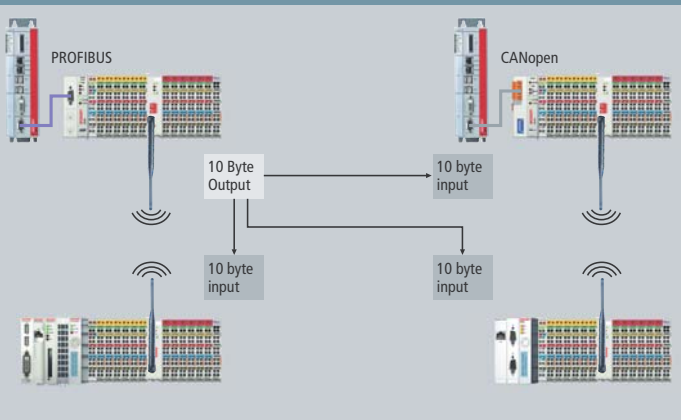 PROFIBUS
CANopen
10 Byte
Output
10 byte
input
10 byte
input
10 byte
input